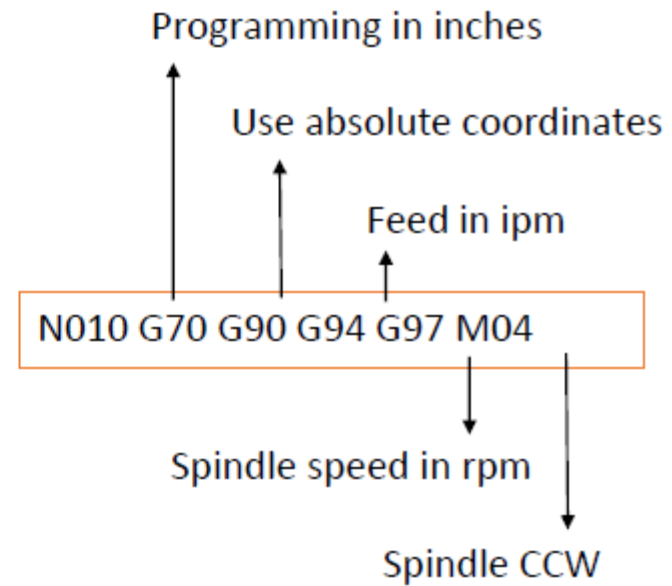 Programming in inches
Use absolute coordinates
Feed in ipm
N010 G70 G90 G94 G97 M04
Spindle speed in rpm
Spindle CCW